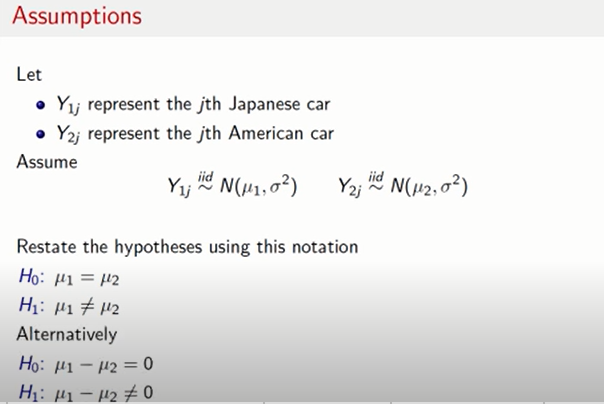 Assumptions
Let
• Y₁ⱼ represent the jth Japanese car
• Y₂ⱼ represent the jth American car
Assume
Y₁ⱼ iid ~ N(μ₁, σ²) Y₂ⱼ iid ~ N(μ₂, σ²)
Restate the hypotheses using this notation
H₀: μ₁ = μ₂
H₁: μ₁ ≠ μ₂
Alternatively
H₀: μ₁ − μ₂ = 0
H₁: μ₁ − μ₂ ≠ 0